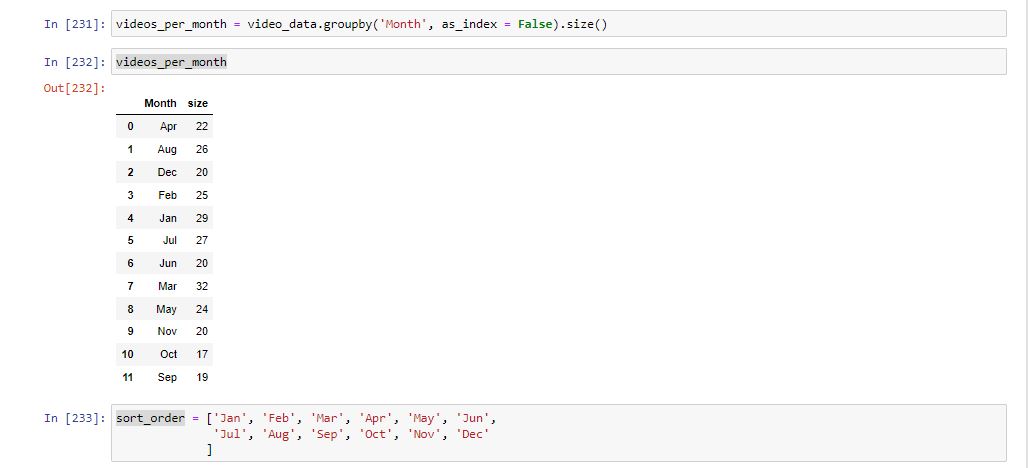 In [231]: videos_per_month = video_data.groupby('Month', as_index = False).size()
In [232]: videos_per_month
Out[232]:
Month size
0 Apr 22
1 Aug 26
2 Dec 20
3 Feb 25
4 Jan 29
5 Jul 27
6 Jun 20
7 Mar 32
8 May 24
9 Nov 20
10 Oct 17
11 Sep 19
In [233]: sort_order = ['Jan', 'Feb', 'Mar', 'Apr', 'May', 'Jun',
'Jul', 'Aug', 'Sep', 'Oct', 'Nov', 'Dec'
]